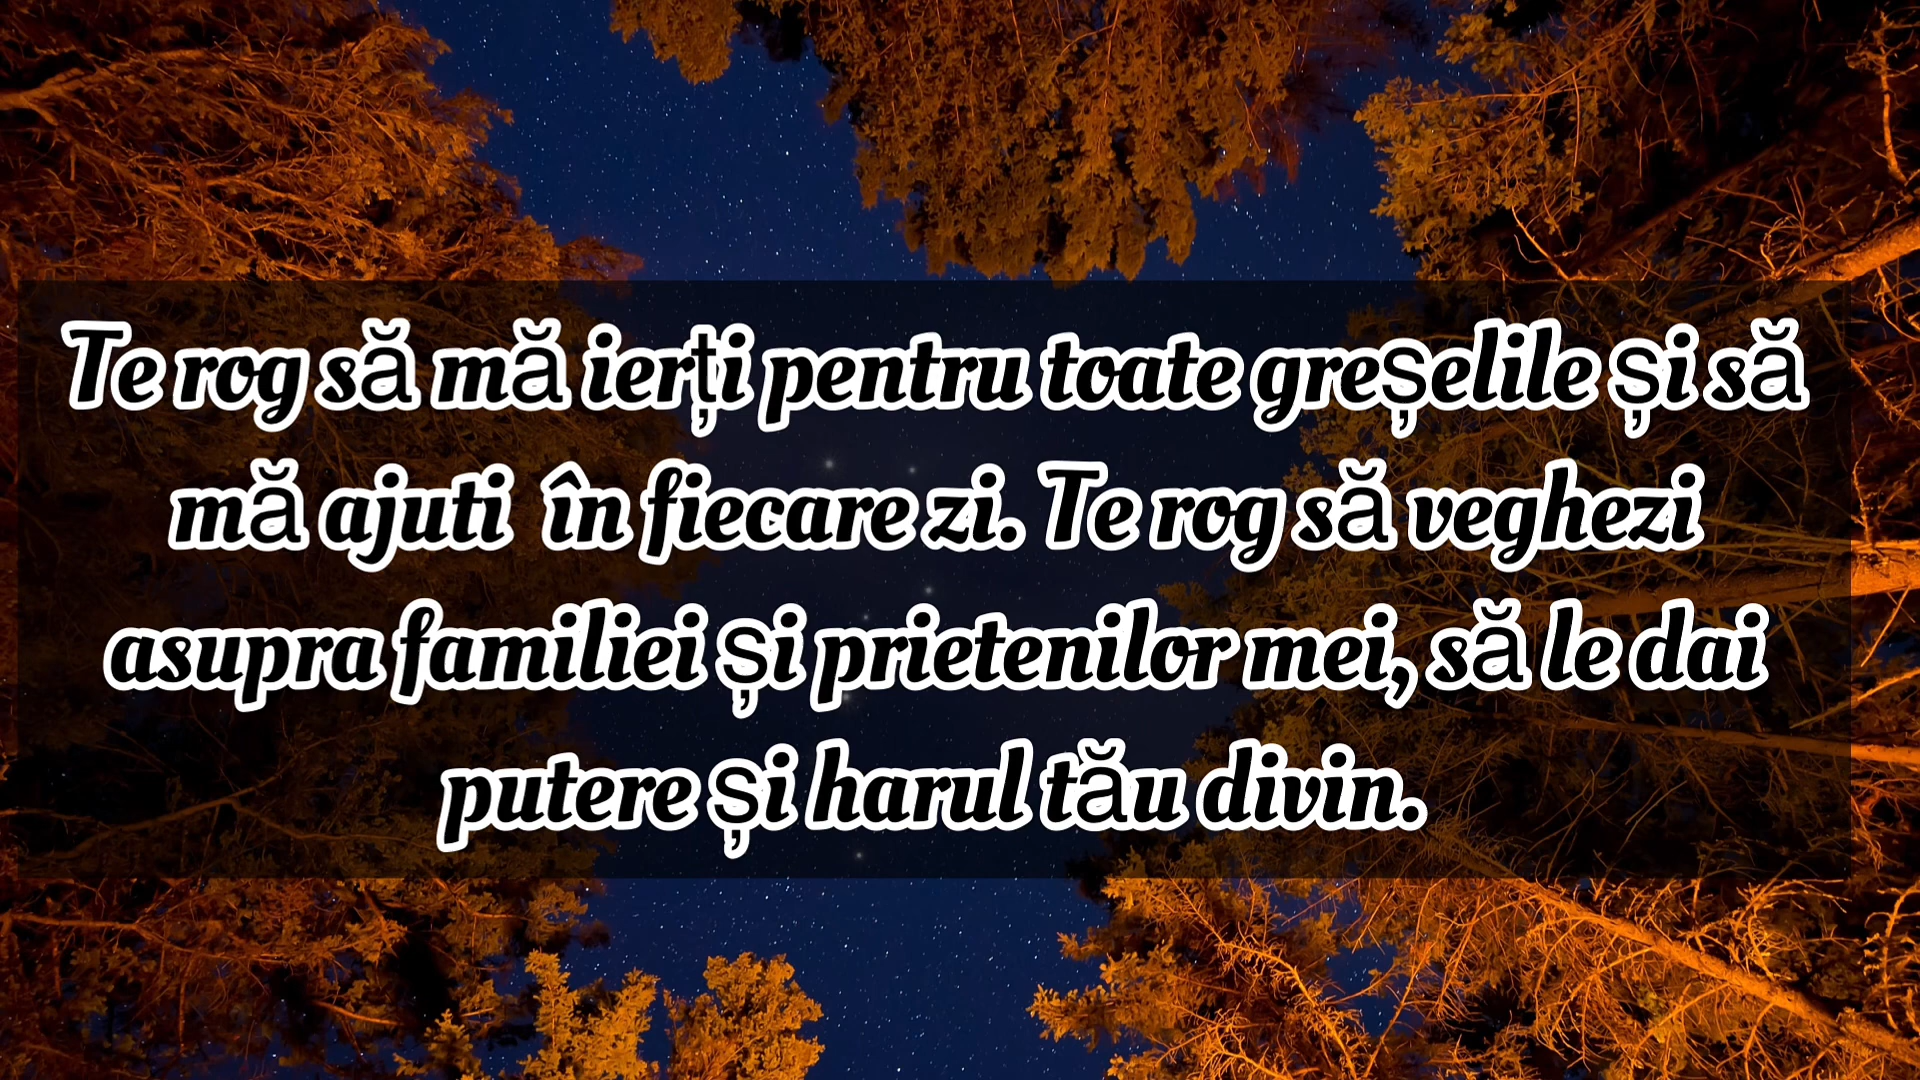 Te rog să mă ierți pentru toate greșelile și să
mă ajuti  în fiecare zi. Te rog să veghezi
asupra familiei și prietenilor mei, să le dai
putere și harul tău divin.